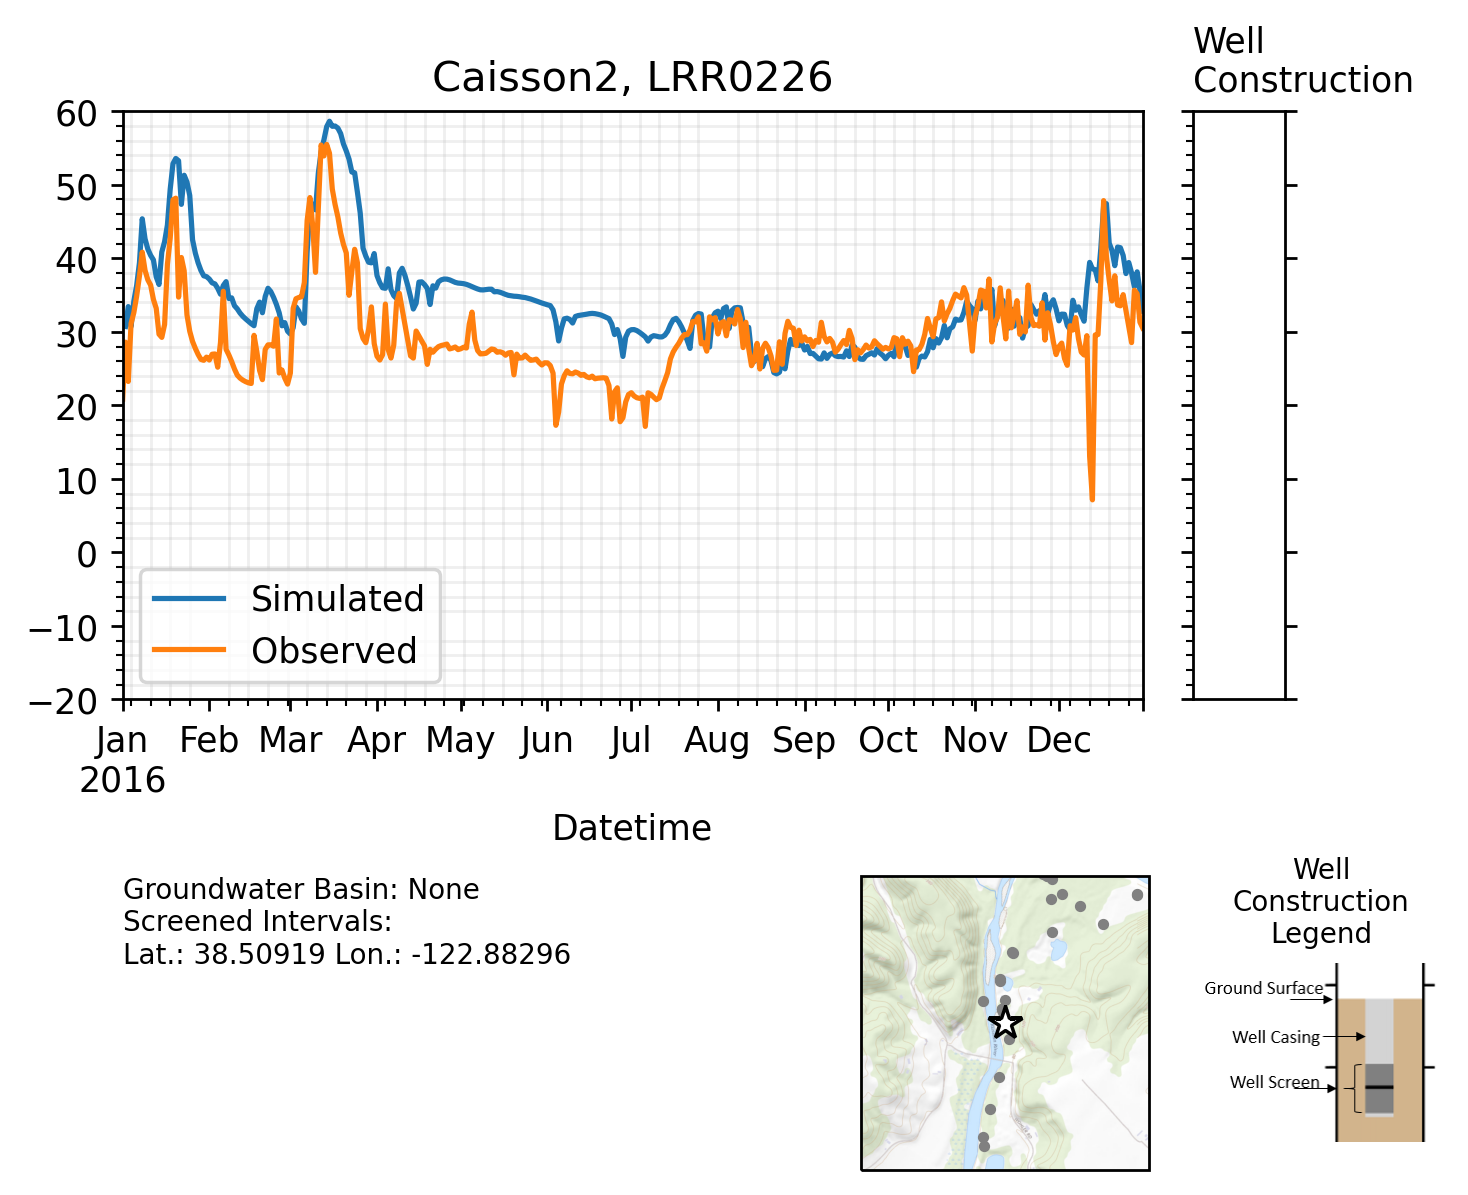 Well
Construction
Caisson2, LRR0226
60
50
40
30
20
10
0
−10
−20
Simulated
Observed
Jan Feb Mar Apr May Jun Jul Aug Sep Oct Nov Dec
2016
Datetime
Groundwater Basin: None
Screened Intervals:
Lat.: 38.50919 Lon.: -122.88296
Well
Construction
Legend
Ground Surface
Well Casing
Well Screen